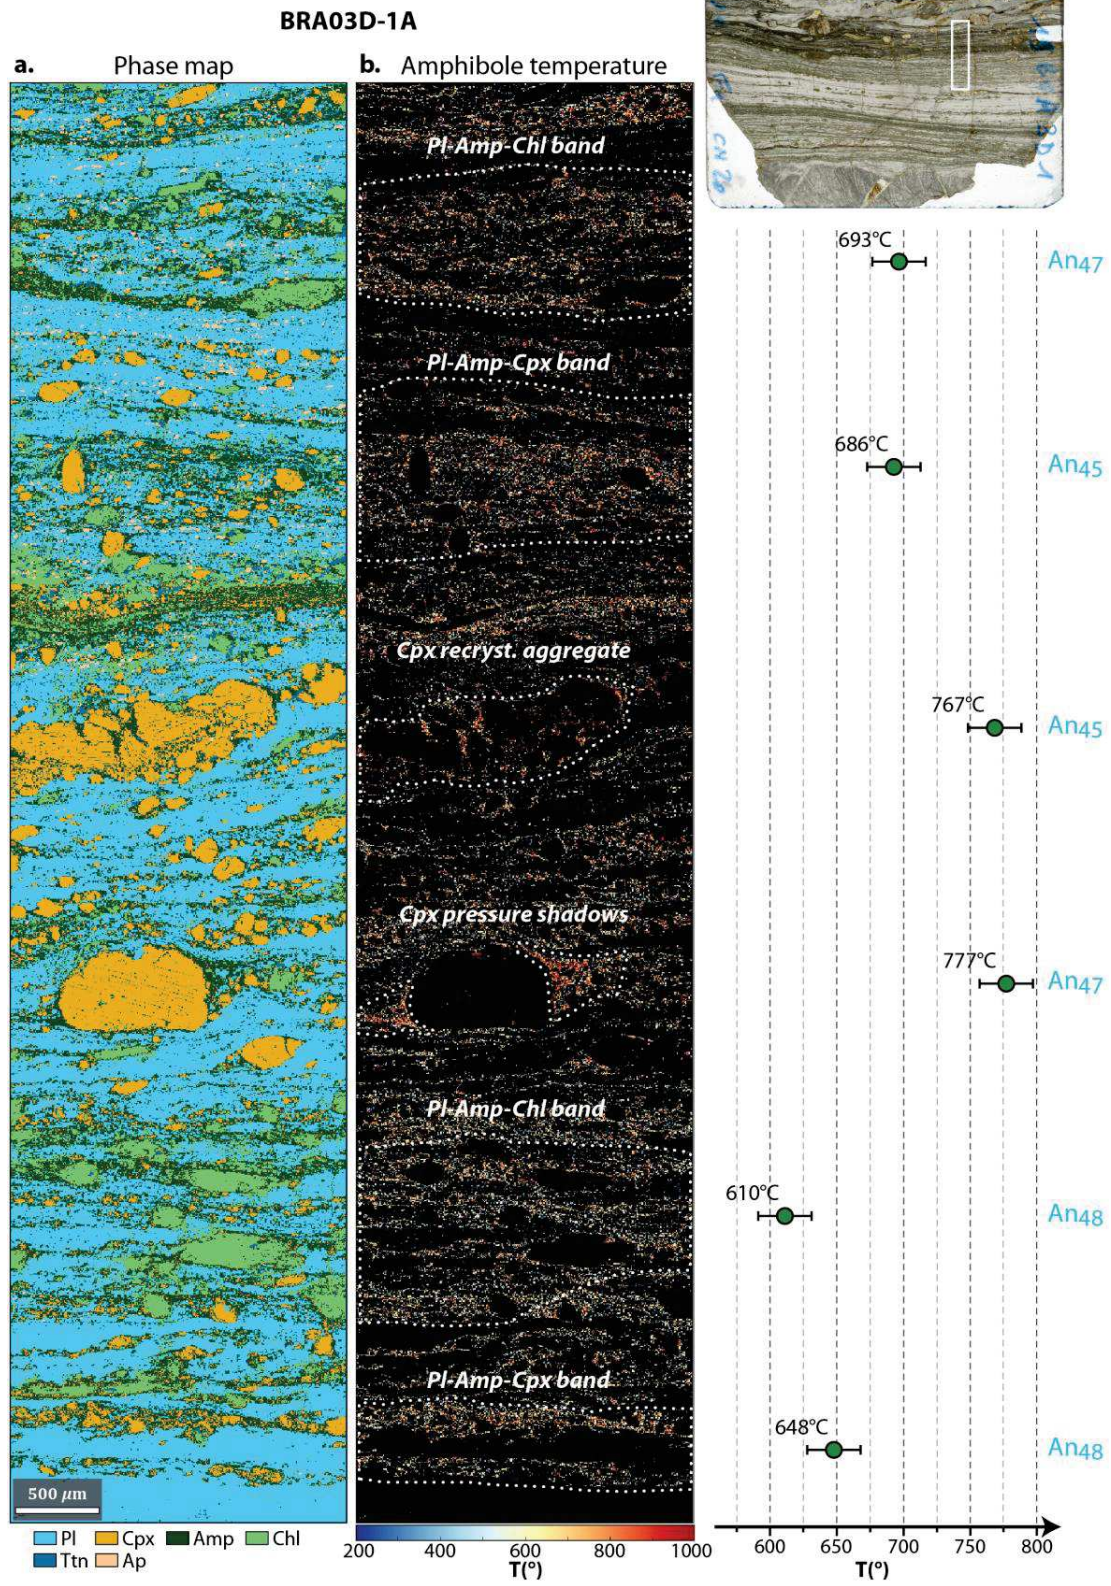 BRA03D-1A
a. Phase map
b. Amphibole temperature
Pl-Amp-Chl band
Pl-Amp-Cpx band
Cpx recryst. aggregate
Cpx pressure shadows
Pl-Amp-Chl band
Pl-Amp-Cpx band
693°C
An47
686°C
An45
767°C
An45
777°C
An47
610°C
An48
648°C
An48
500 μm
Pl Cpx Amp Chl
Ttn Ap
200 400 600 800 1000
T(°)
600 650 700 750 800
T(°)